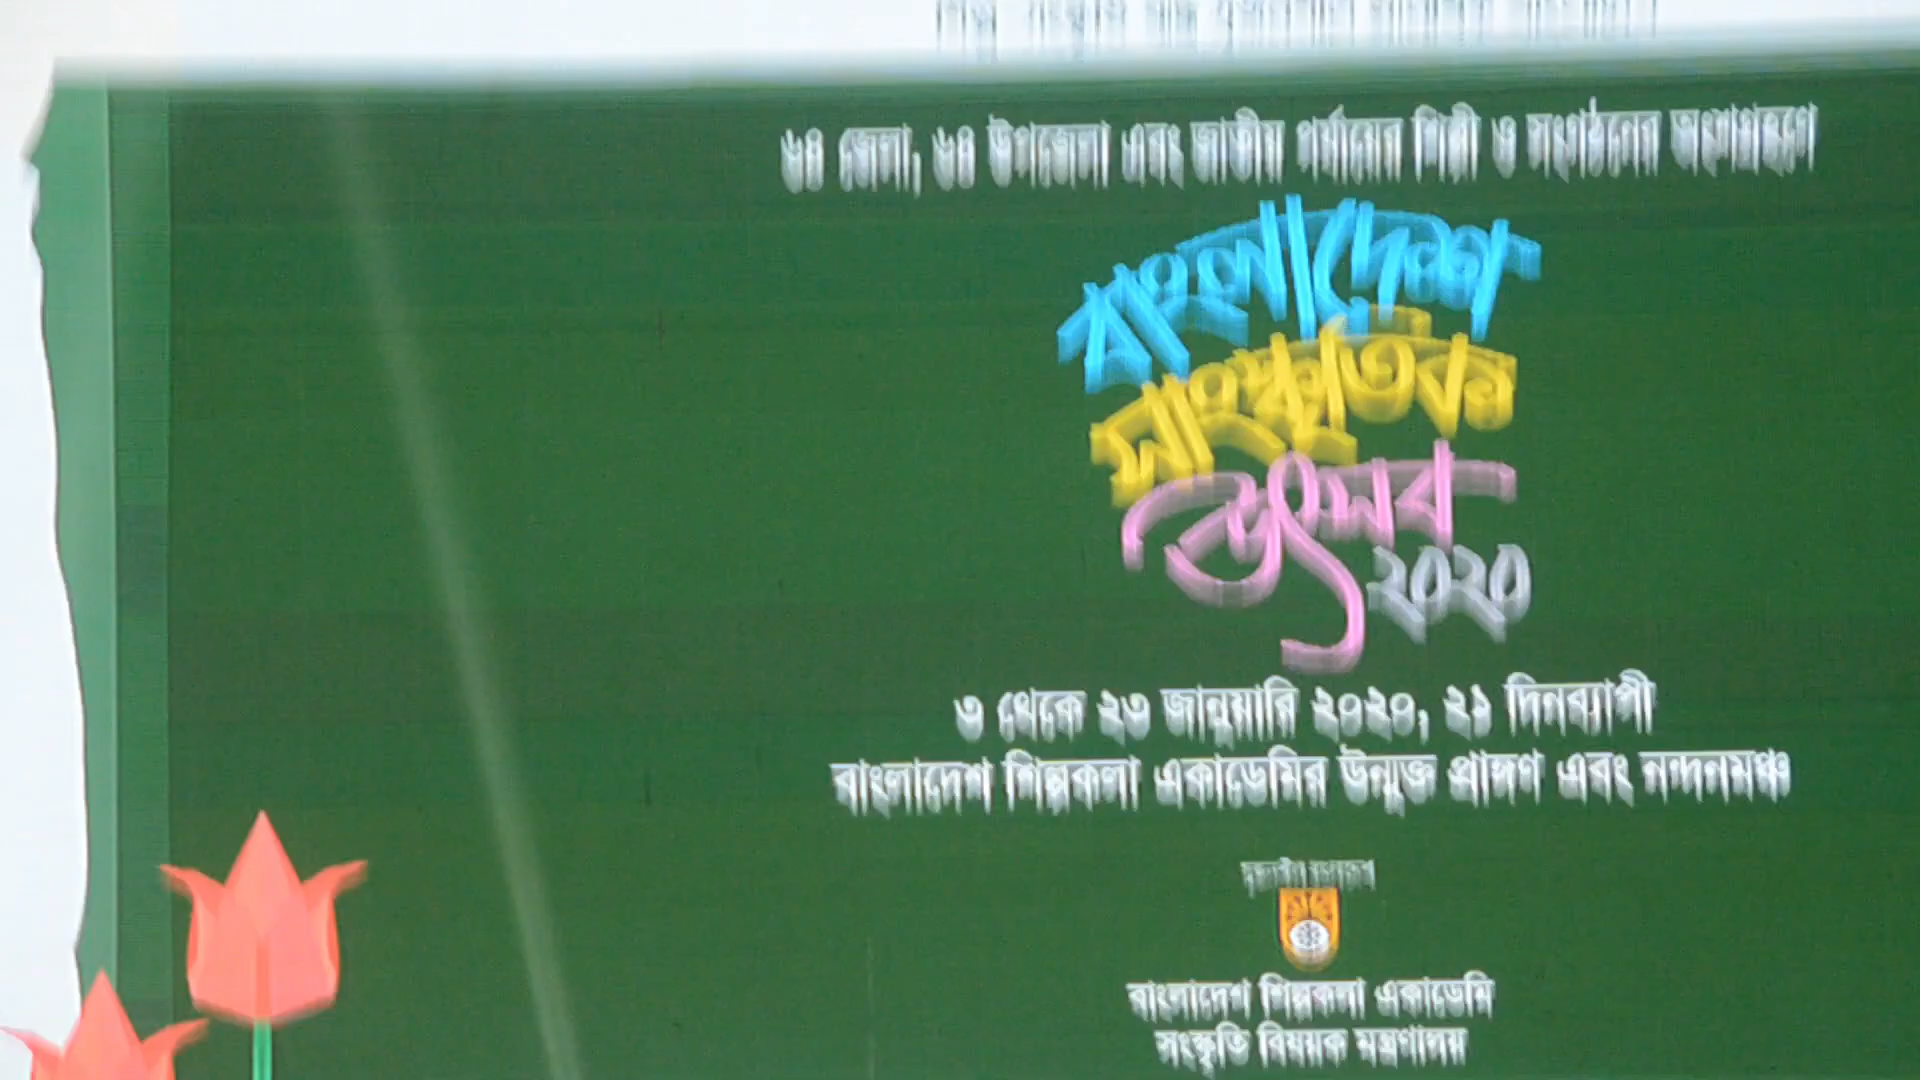 ৬৪ জেলা, ৬৪ উপজেলা এবং জাতীয় পর্যায়ের শিল্পী ও সংগঠনের অংশগ্রহণে
বাংলাদেশ
সাংস্কৃতিক
উৎসব
২০২০
৩ থেকে ২৩ জানুয়ারি ২০২০, ২১ দিনব্যাপী
বাংলাদেশ শিল্পকলা একাডেমির উন্মুক্ত প্রাঙ্গণ এবং নন্দনমঞ্চ
বাংলাদেশ শিল্পকলা একাডেমি
সংস্কৃতি বিষয়ক মন্ত্রণালয়